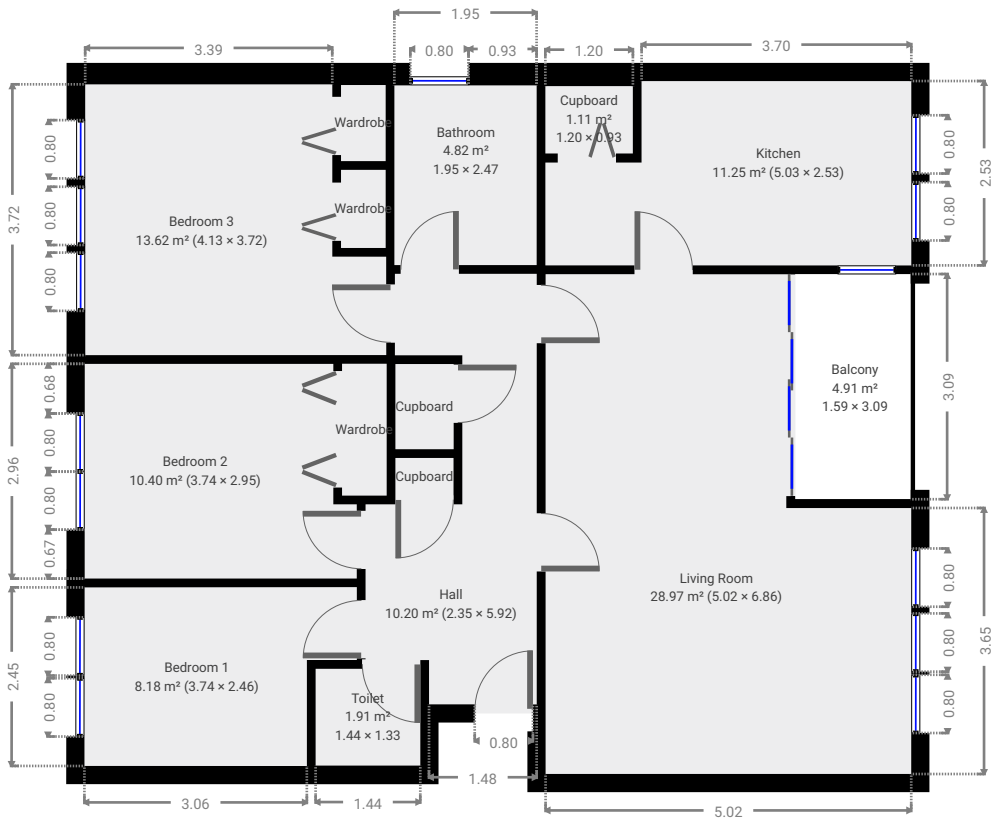 1.95
3.39
0.80
0.93
1.20
3.70
Cupboard
1.11 m²
1.20 × 0.93
Wardrobe
Bathroom
4.82 m²
1.95 × 2.47
Kitchen
11.25 m² (5.03 × 2.53)
0.80
0.80
2.53
0.80
0.80
0.80
3.72
Wardrobe
Bedroom 3
13.62 m² (4.13 × 3.72)
Balcony
4.91 m²
1.59 × 3.09
3.09
0.68
0.80
0.80
0.67
2.96
Cupboard
Wardrobe
Bedroom 2
10.40 m² (3.74 × 2.95)
Cupboard
Hall
10.20 m² (2.35 × 5.92)
Living Room
28.97 m² (5.02 × 6.86)
0.80
0.80
0.80
3.65
0.80
0.80
2.45
Bedroom 1
8.18 m² (3.74 × 2.46)
Toilet
1.91 m²
1.44 × 1.33
0.80
1.48
3.06
1.44
5.02